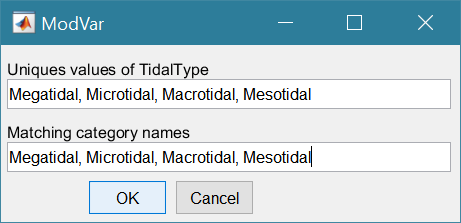 ModVar
Uniques values of TidalType
Megatidal, Microtidal, Macrotidal, Mesotidal
Matching category names
Megatidal, Microtidal, Macrotidal, Mesotidal
OK Cancel